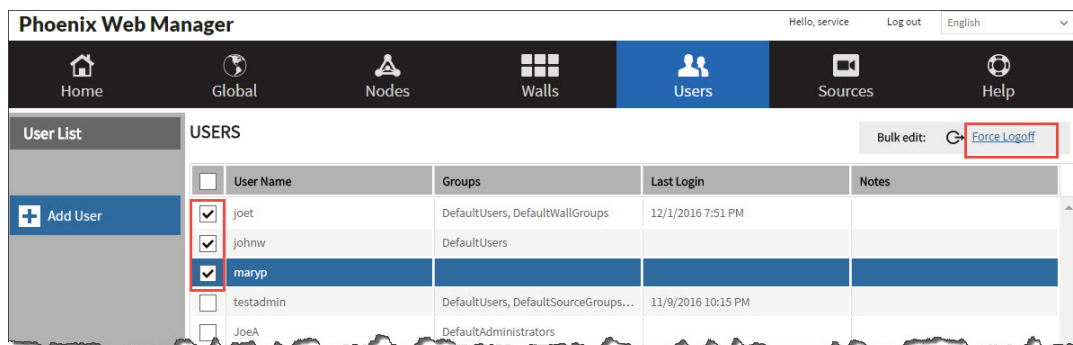 Phoenix Web Manager
Hello, service Log out English
Home Global Nodes Walls Users Sources Help
User List
USERS
Bulk edit: Force Logoff
User Name Groups Last Login Notes
Add User
joet DefaultUsers, DefaultWallGroups 12/1/2016 7:51 PM
johnw DefaultUsers
maryp
testadmin DefaultUsers, DefaultSourceGroups... 11/9/2016 10:15 PM
JoeA DefaultAdministrators